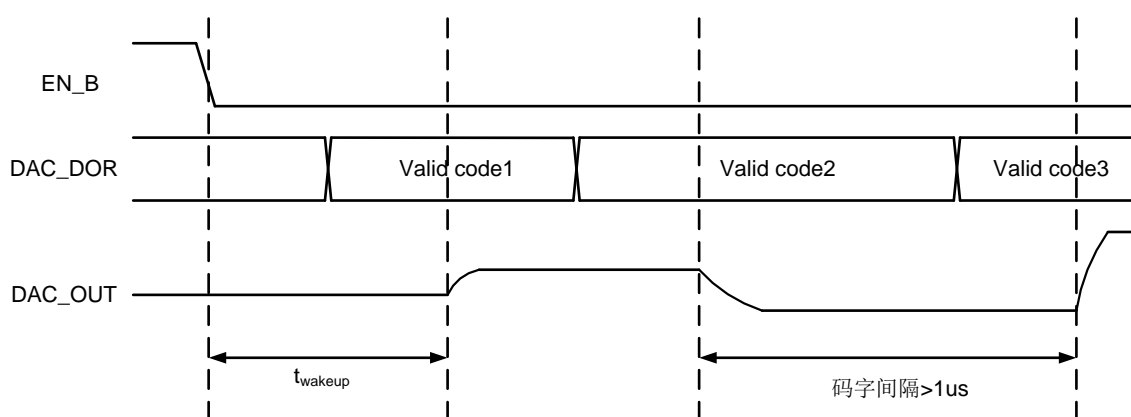 EN_B
DAC_DOR
Valid code1
Valid code2
Valid code3
DAC_OUT
twakeup
码字间隔>1us